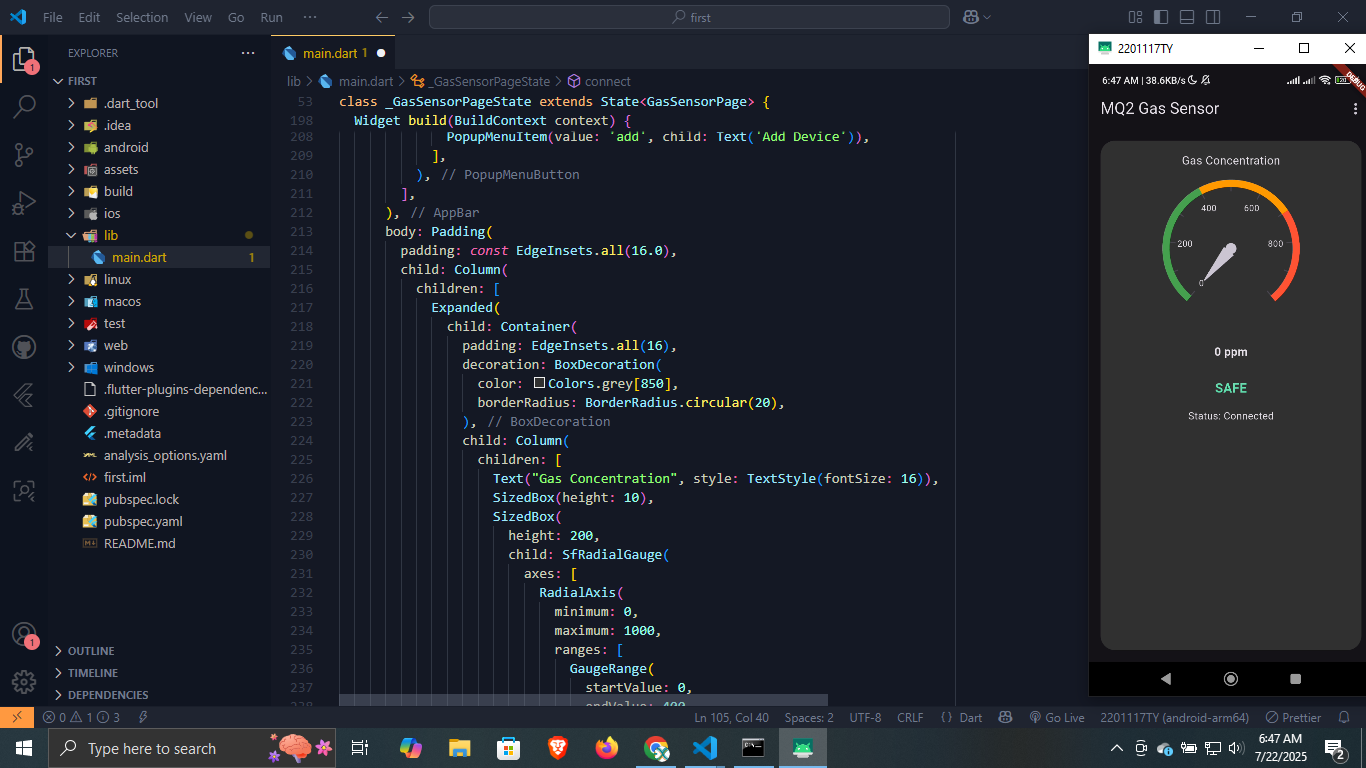 File Edit Selection View Go Run ··· first
EXPLORER ···
FIRST
.dart_tool
.idea
android
assets
build
ios
lib
main.dart 1
linux
macos
test
web
windows
.flutter-plugins-dependenc...
.gitignore
.metadata
analysis_options.yaml
first.iml
pubspec.lock
pubspec.yaml
README.md
OUTLINE
TIMELINE
DEPENDENCIES
1
1
main.dart 1
lib > main.dart > _GasSensorPageState > connect
53 class _GasSensorPageState extends State<GasSensorPage> {
198 Widget build(BuildContext context) {
208 PopupMenuItem(value: 'add', child: Text('Add Device')),
209 ],
210 ), // PopupMenuButton
211 ],
212 ), // AppBar
213 body: Padding(
214 padding: const EdgeInsets.all(16.0),
215 child: Column(
216 children: [
217 Expanded(
218 child: Container(
219 padding: EdgeInsets.all(16),
220 decoration: BoxDecoration(
221 color: Colors.grey[850],
222 borderRadius: BorderRadius.circular(20),
223 ), // BoxDecoration
224 child: Column(
225 children: [
226 Text("Gas Concentration", style: TextStyle(fontSize: 16)),
227 SizedBox(height: 10),
228 SizedBox(
229 height: 200,
230 child: SfRadialGauge(
231 axes: [
232 RadialAxis(
233 minimum: 0,
234 maximum: 1000,
235 ranges: [
236 GaugeRange(
237 startValue: 0,
238 endValue: 400,
2201117TY
6:47 AM | 38.6KB/s
DEBUG
MQ2 Gas Sensor
Gas Concentration
400 600
200 800
0
0 ppm
SAFE
Status: Connected
0 1 3 Ln 105, Col 40 Spaces: 2 UTF-8 CRLF {} Dart Go Live 2201117TY (android-arm64) Prettier
Type here to search
6:47 AM
7/22/2025
2